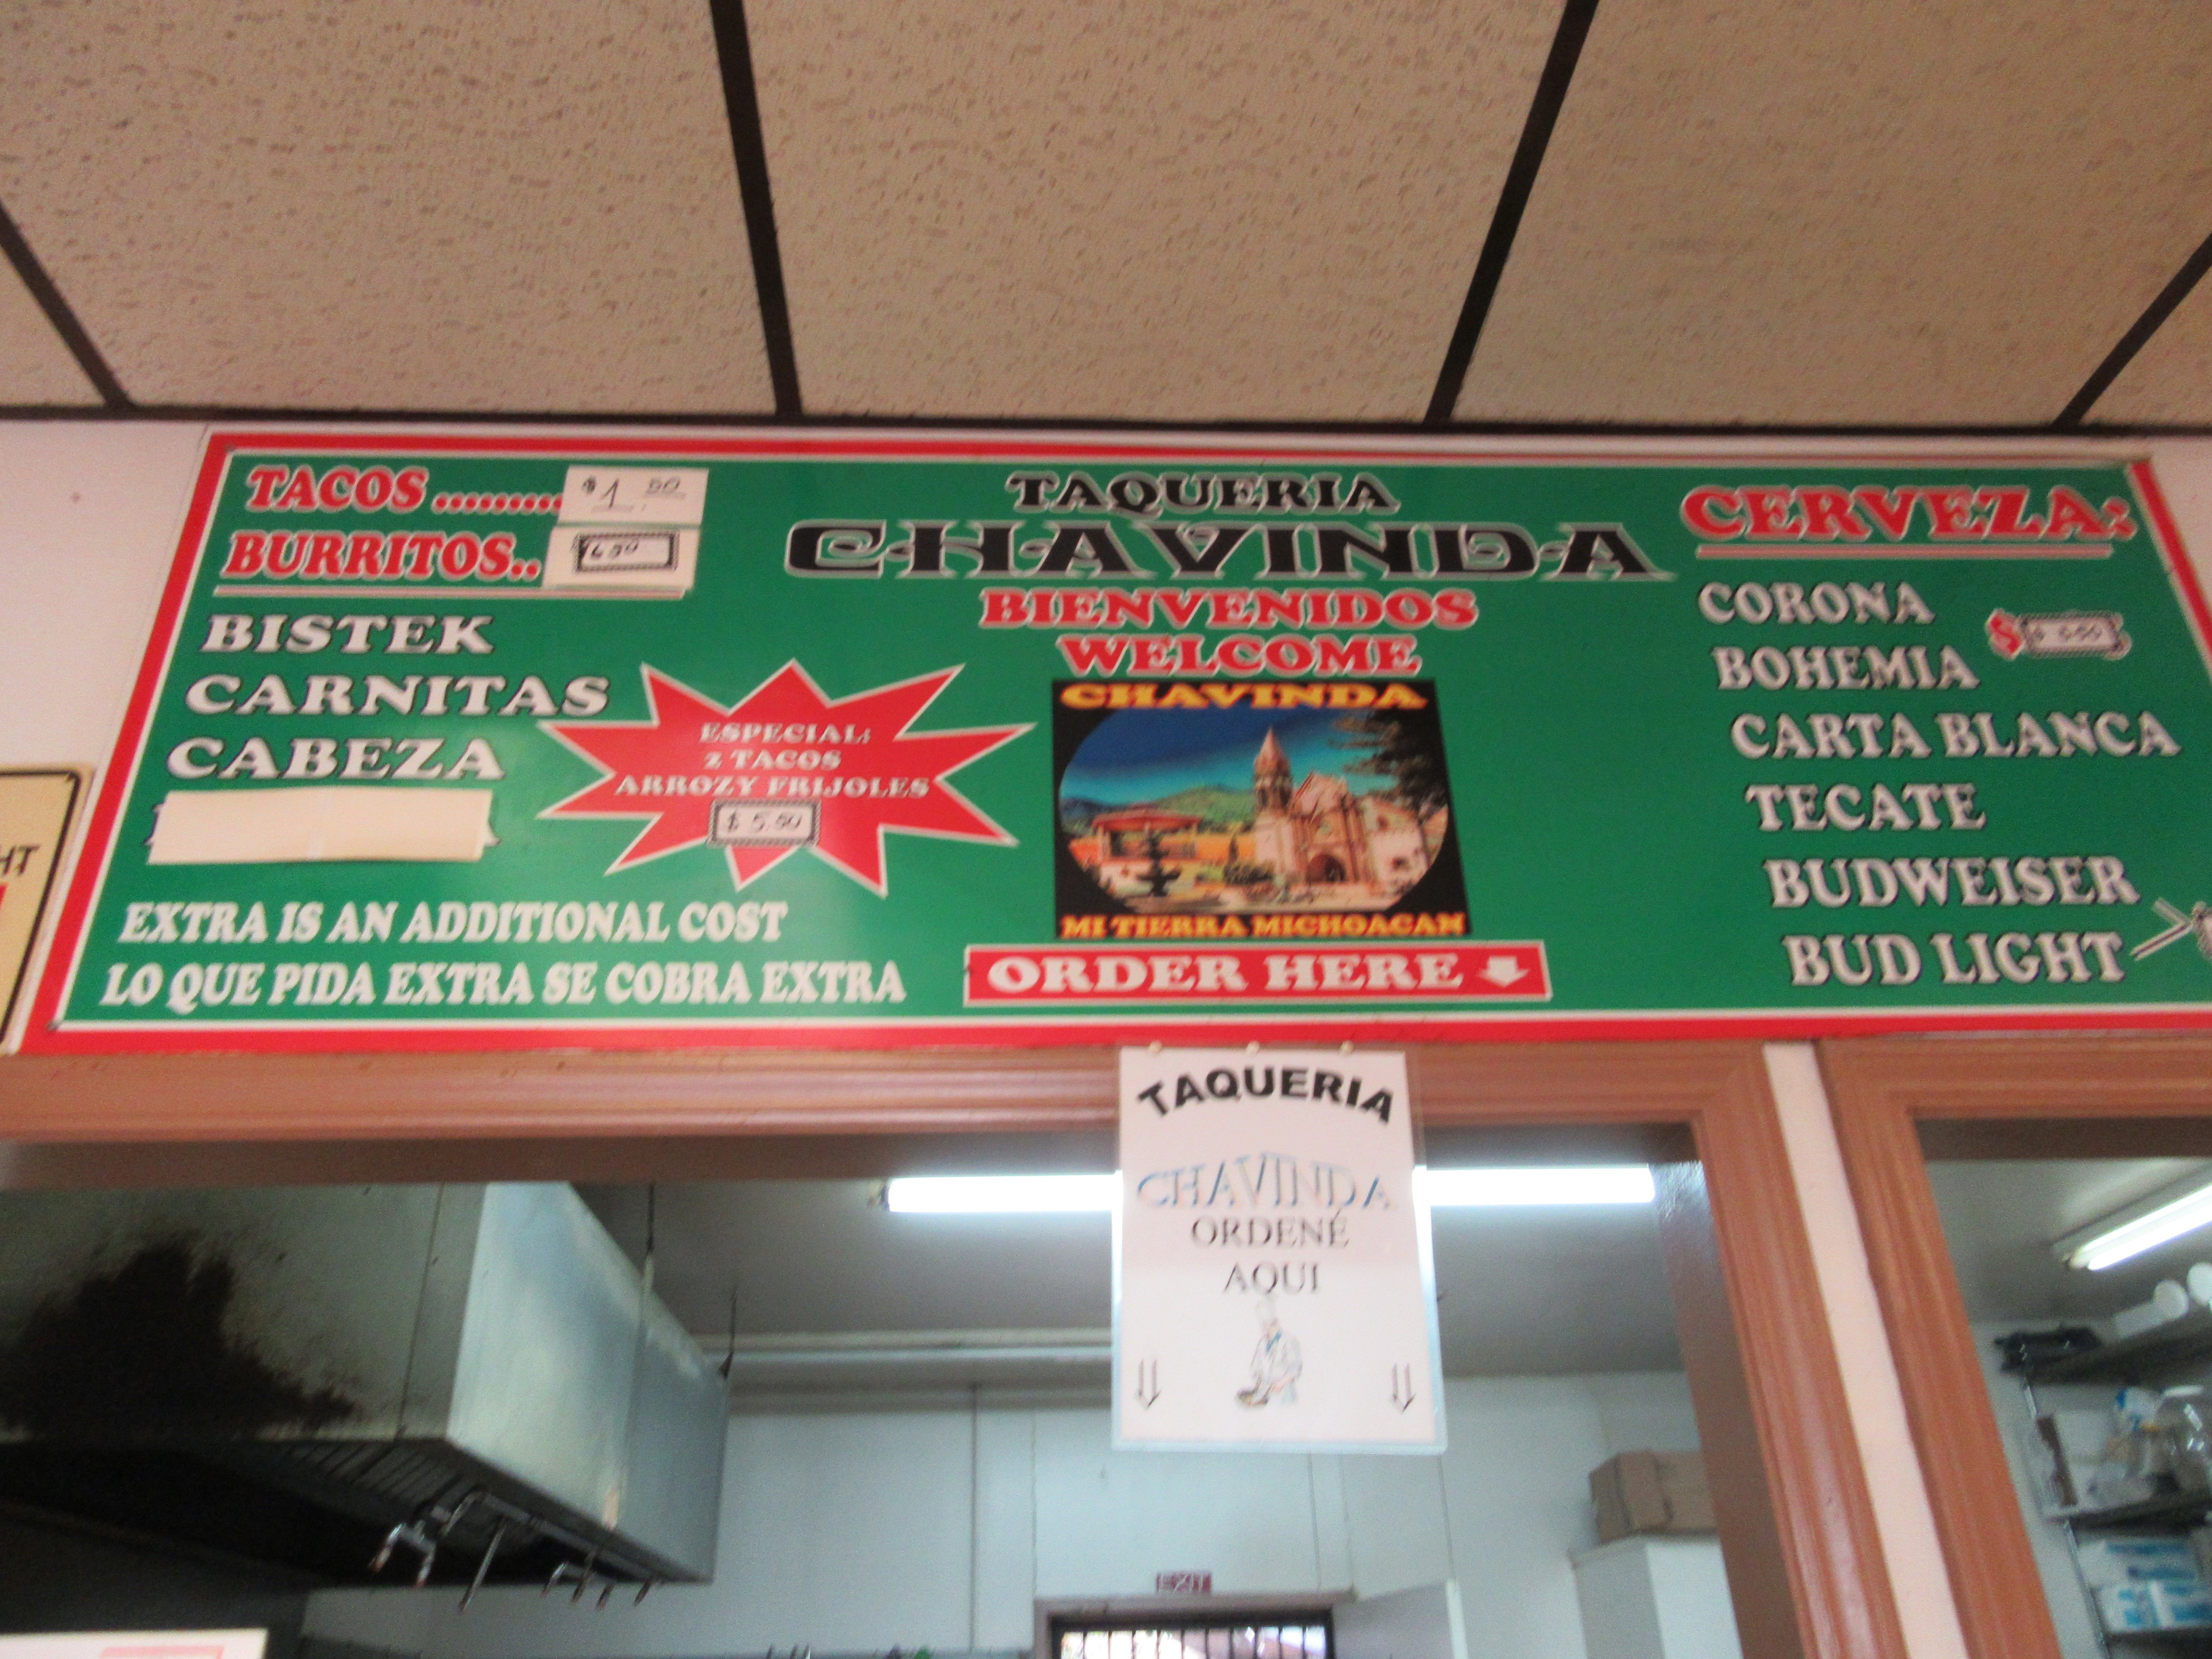 TACOS ..........
$1.50
BURRITOS..
6.50
BISTEK
CARNITAS
CABEZA
ESPECIAL:
2 TACOS
ARROZ Y FRIJOLES
$ 5.50
EXTRA IS AN ADDITIONAL COST
LO QUE PIDA EXTRA SE COBRA EXTRA
TAQUERIA
CHAVINDA
BIENVENIDOS
WELCOME
CHAVINDA
MI TIERRA MICHOACAN
ORDER HERE
CERVEZA:
CORONA
BOHEMIA
CARTA BLANCA
TECATE
BUDWEISER
BUD LIGHT
HT
TAQUERIA
CHAVINDA
ORDENÉ
AQUI
EXIT